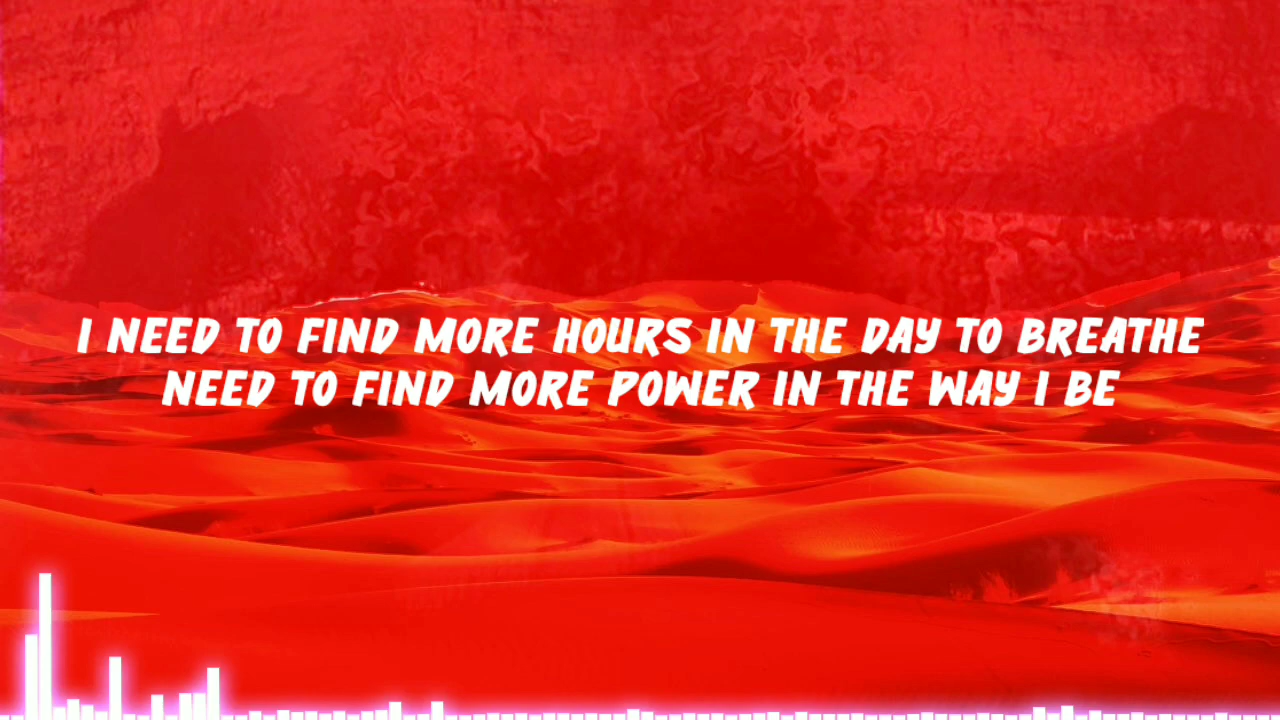 I NEED TO FIND MORE HOURS IN THE DAY TO BREATHE
NEED TO FIND MORE POWER IN THE WAY I BE